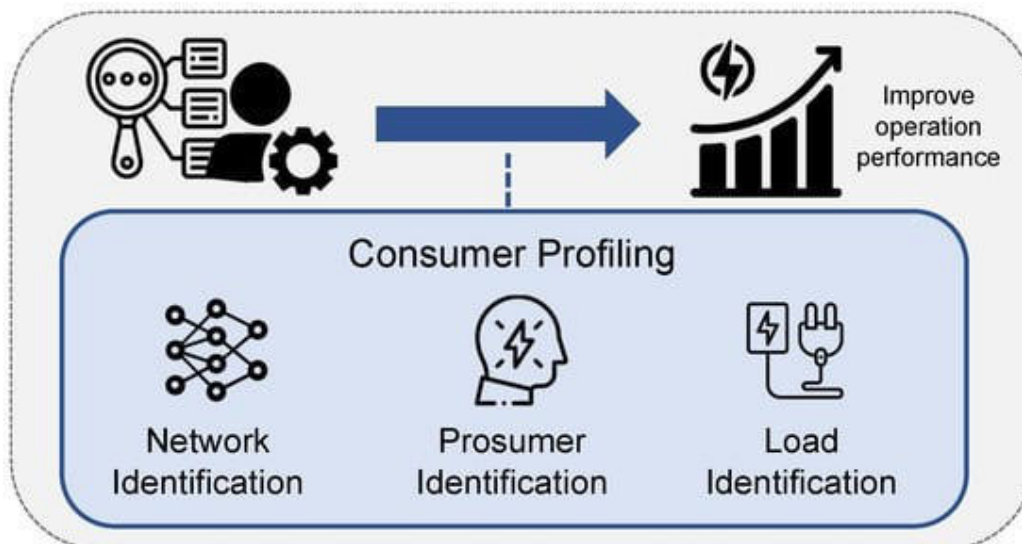 Improve
operation
performance
Consumer Profiling
Network
Identification
Prosumer
Identification
Load
Identification